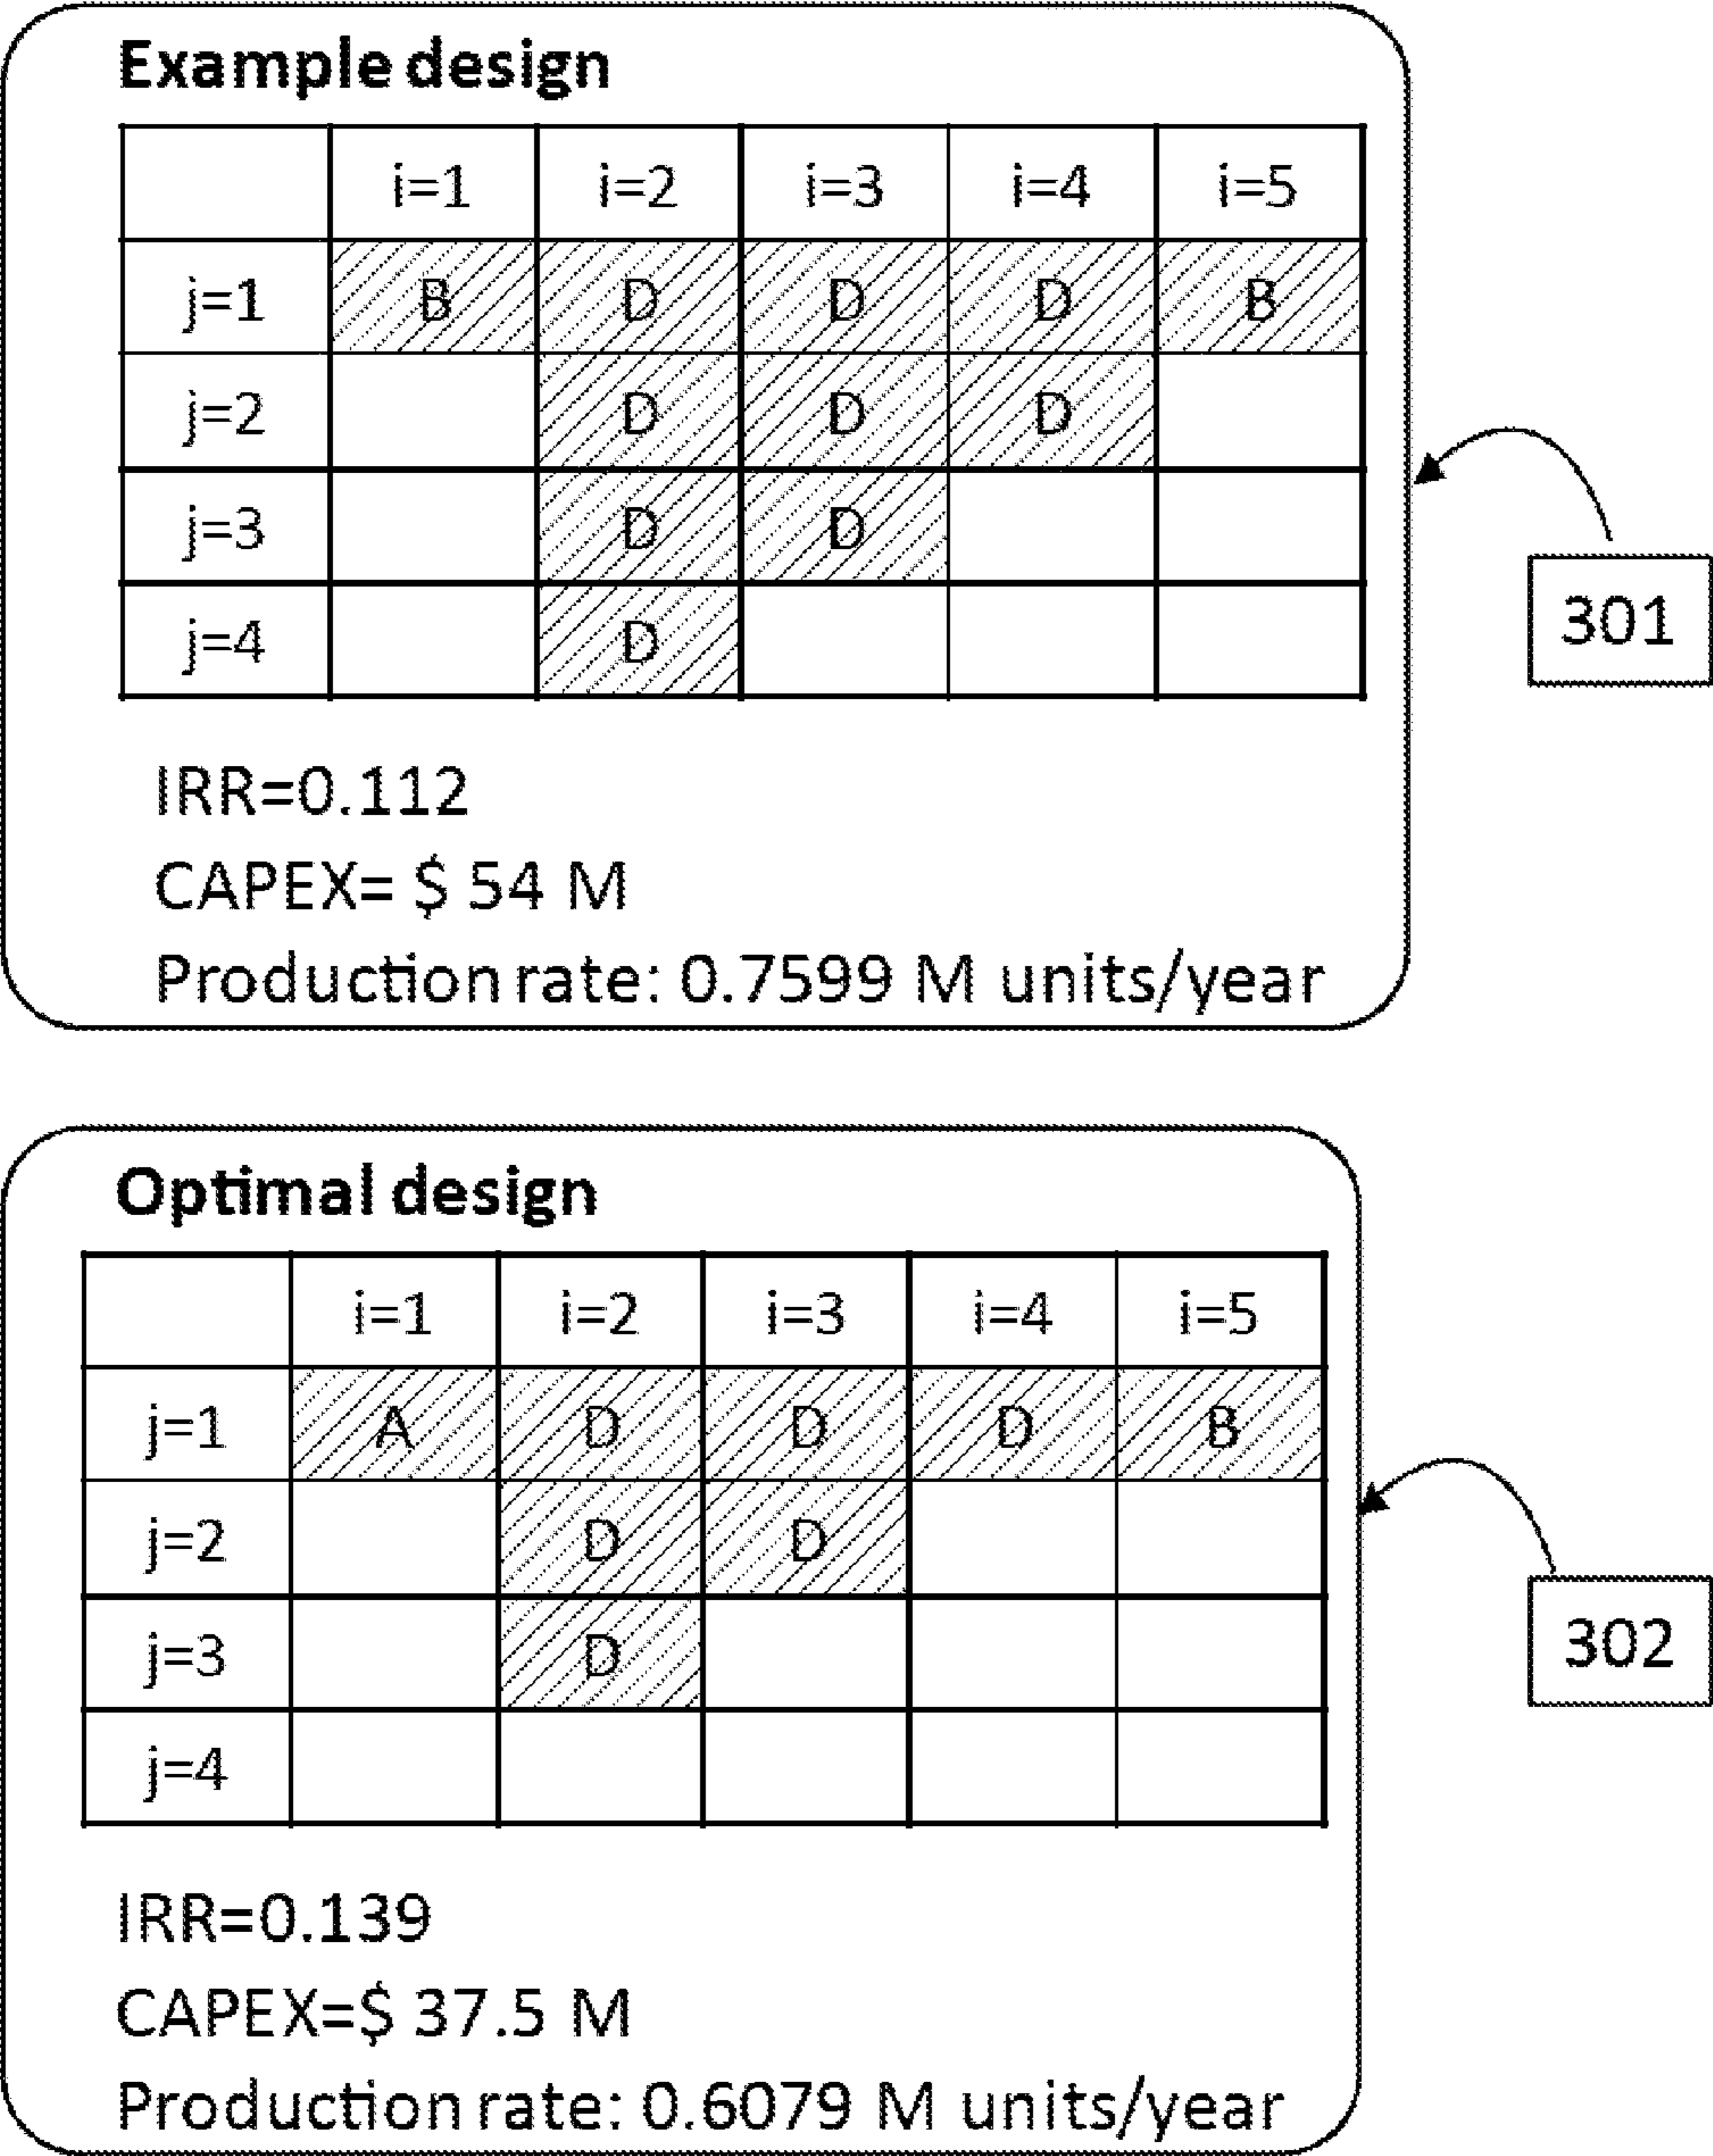 Example design
i=1 i=2 i=3 i=4 i=5
j=1 B D D D B
j=2 D D D
j=3 D D
j=4 D
IRR=0.112
CAPEX= $ 54 M
Production rate: 0.7599 M units/year
301
Optimal design
i=1 i=2 i=3 i=4 i=5
j=1 A D D D B
j=2 D D
j=3 D
j=4
IRR=0.139
CAPEX=$ 37.5 M
Production rate: 0.6079 M units/year
302